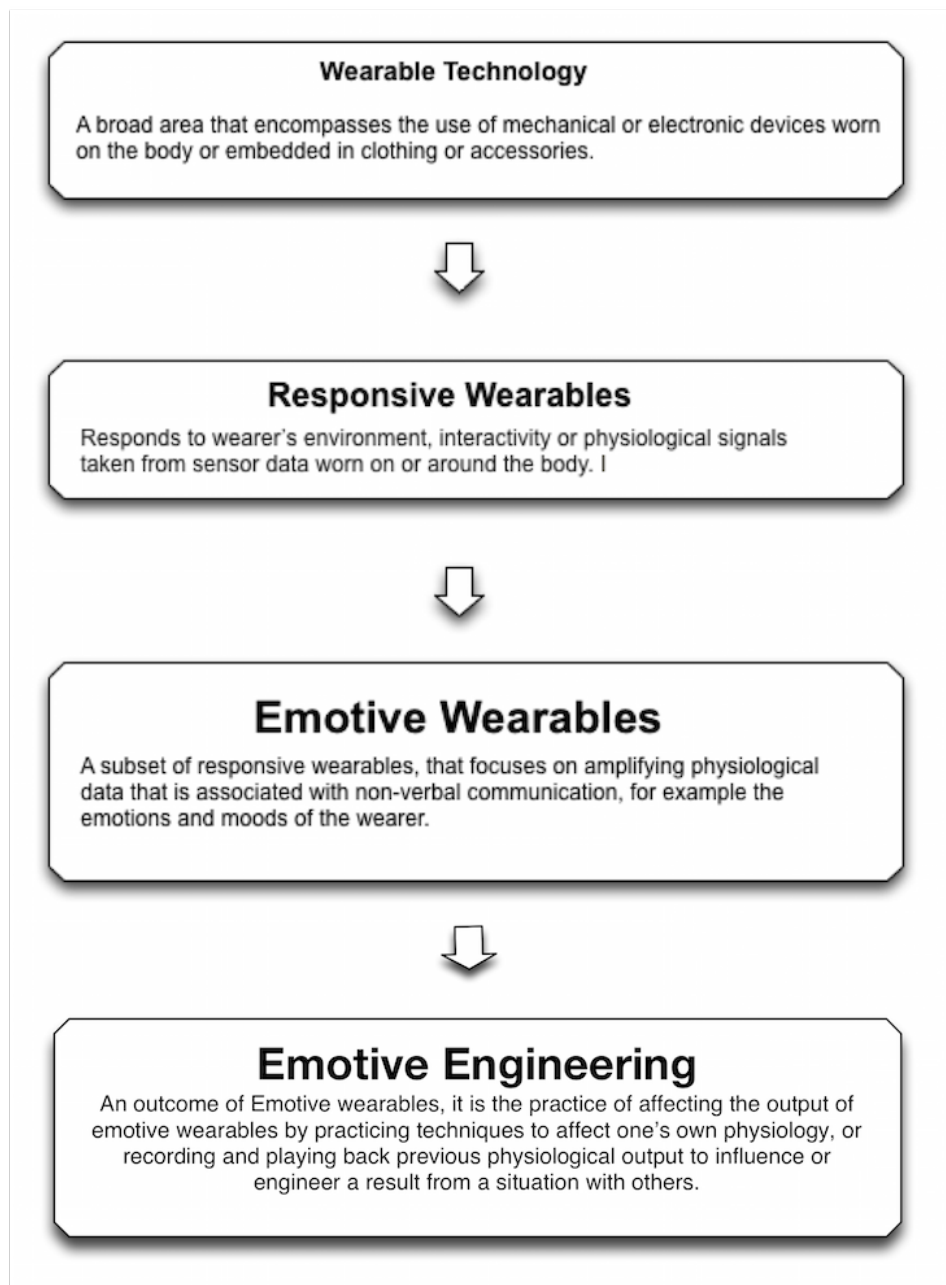 Wearable Technology
A broad area that encompasses the use of mechanical or electronic devices worn
on the body or embedded in clothing or accessories.
Responsive Wearables
Responds to wearer's environment, interactivity or physiological signals
taken from sensor data worn on or around the body. I
Emotive Wearables
A subset of responsive wearables, that focuses on amplifying physiological
data that is associated with non-verbal communication, for example the
emotions and moods of the wearer.
Emotive Engineering
An outcome of Emotive wearables, it is the practice of affecting the output of
emotive wearables by practicing techniques to affect one's own physiology, or
recording and playing back previous physiological output to influence or
engineer a result from a situation with others.